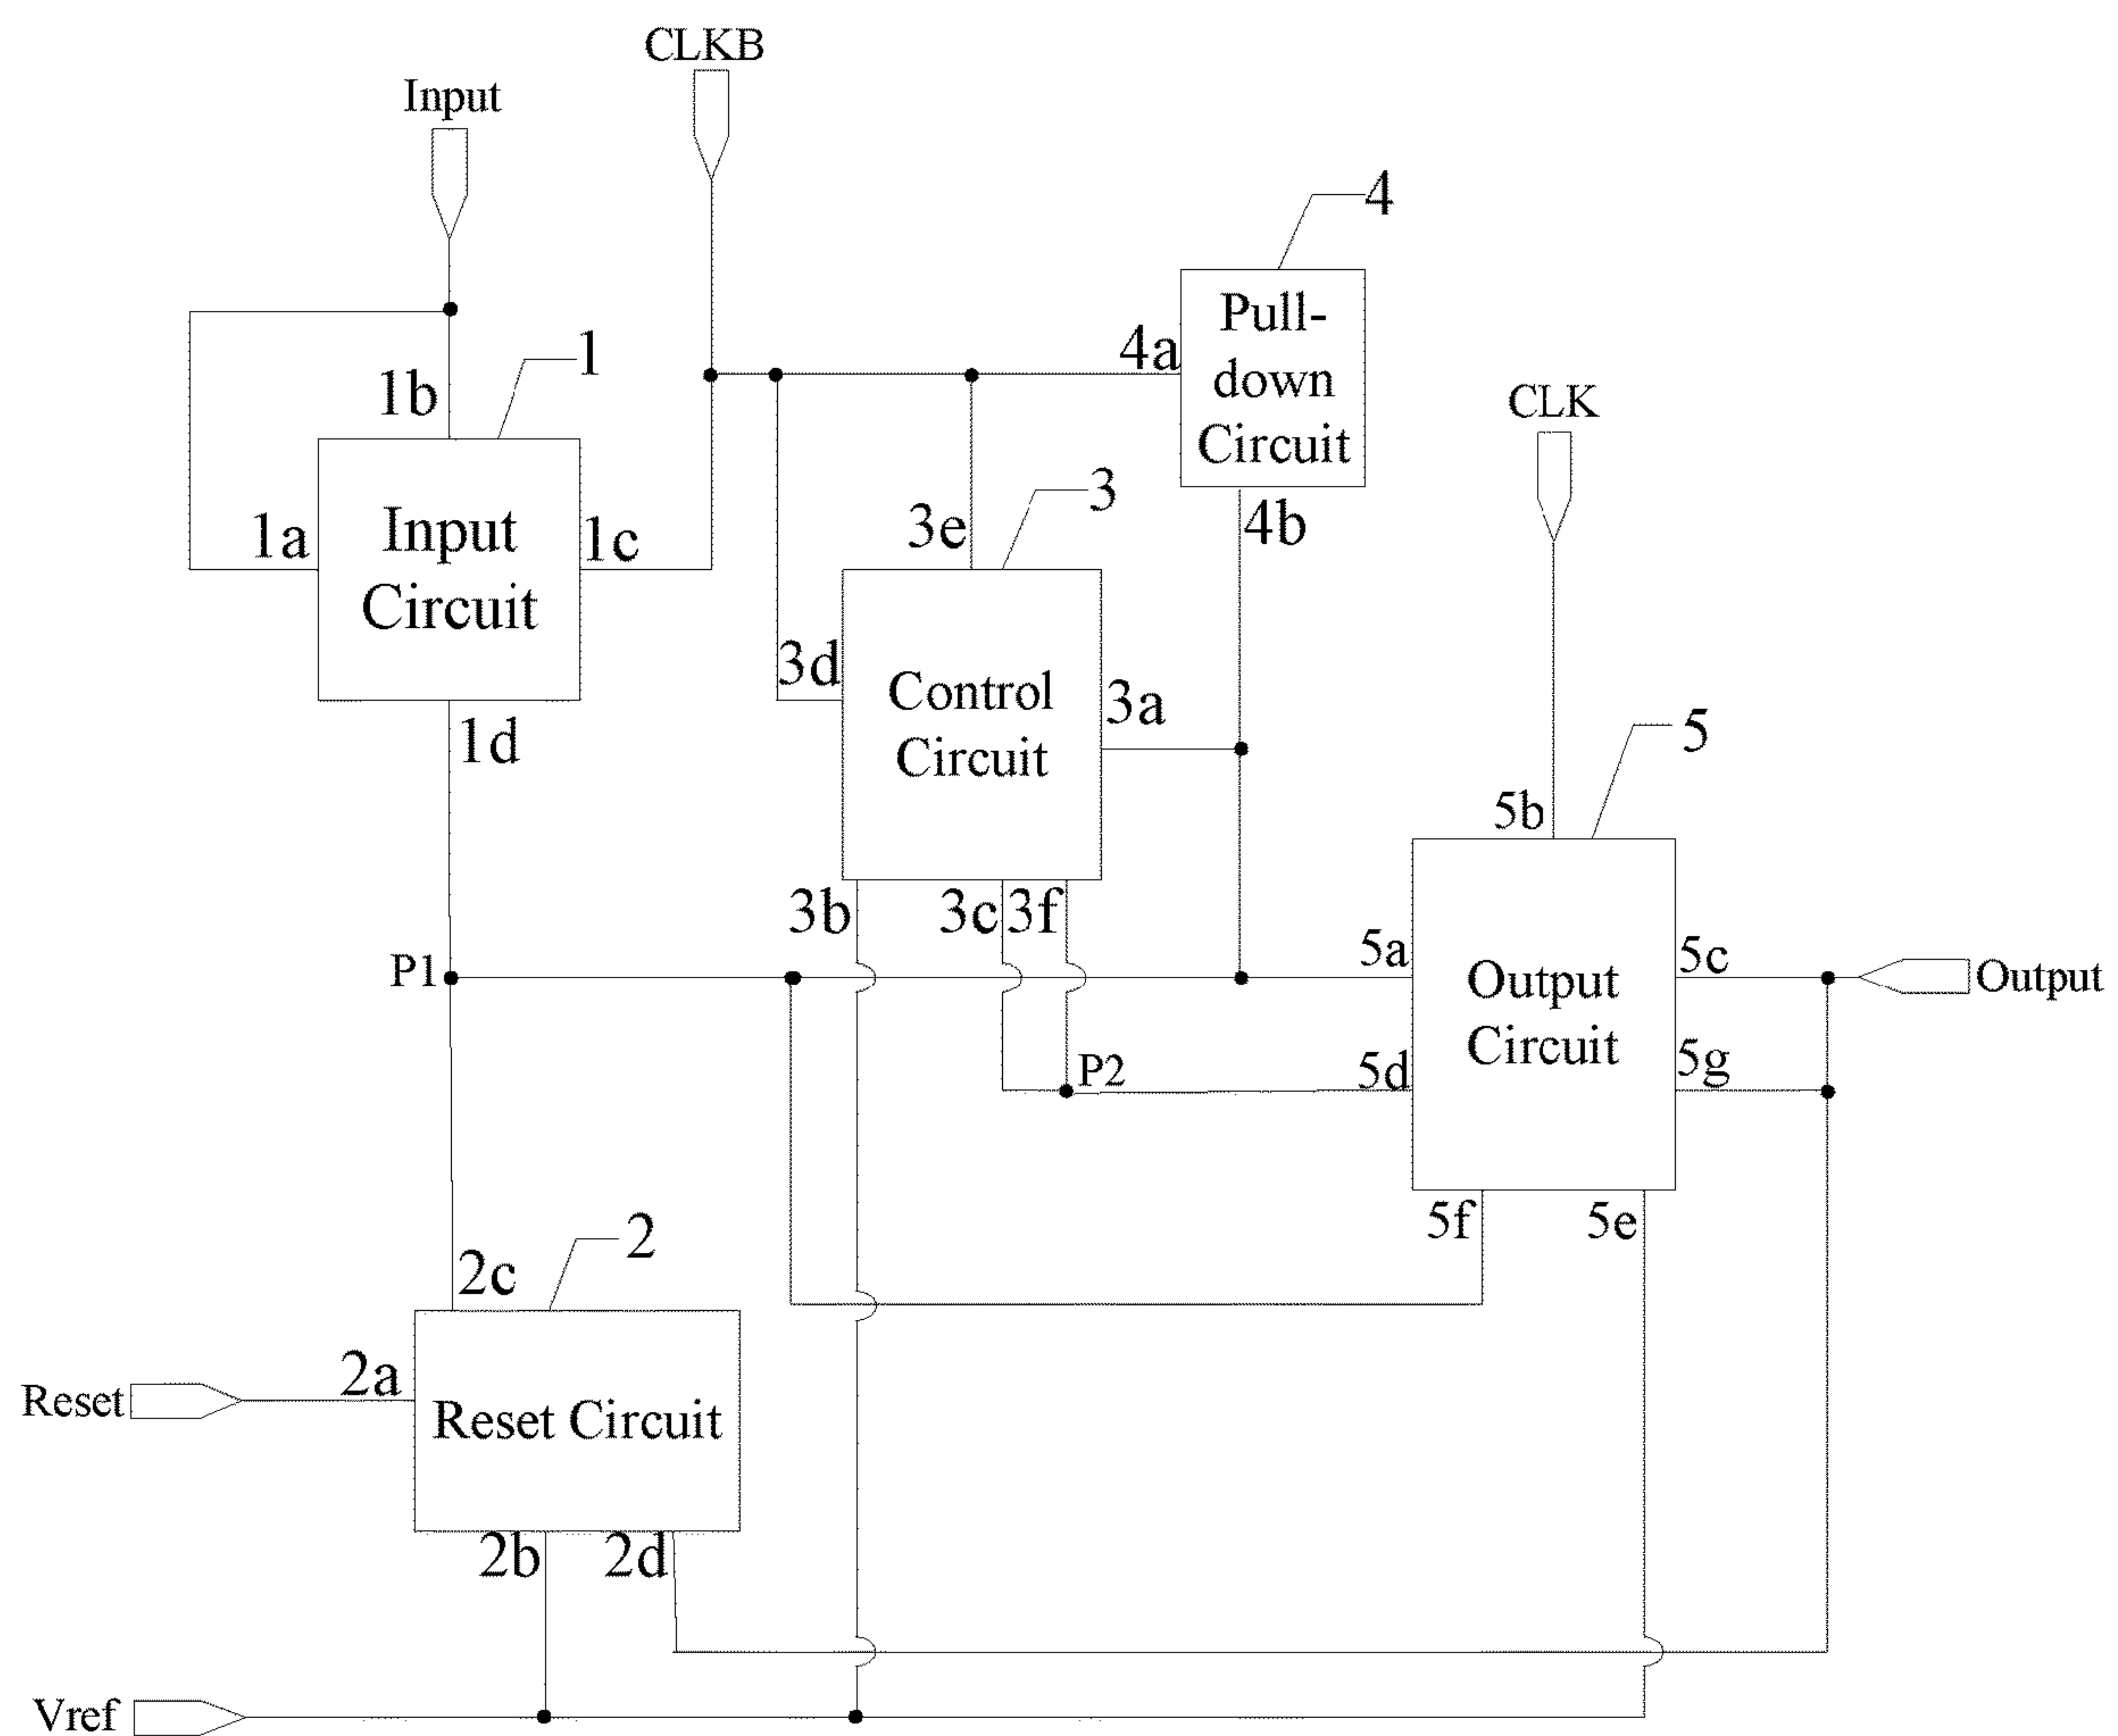 CLKB
Input
4
Pull-
down
Circuit
4a
1
1b
CLK
3
1a
Input
Circuit
1c
3e
4b
3d
Control
Circuit
3a
1d
5
5b
3b
3c
3f
P1
5a
Output
Circuit
5c
Output
P2
5d
5g
5f
5e
2
2c
2a
Reset
Reset Circuit
2b
2d
Vref